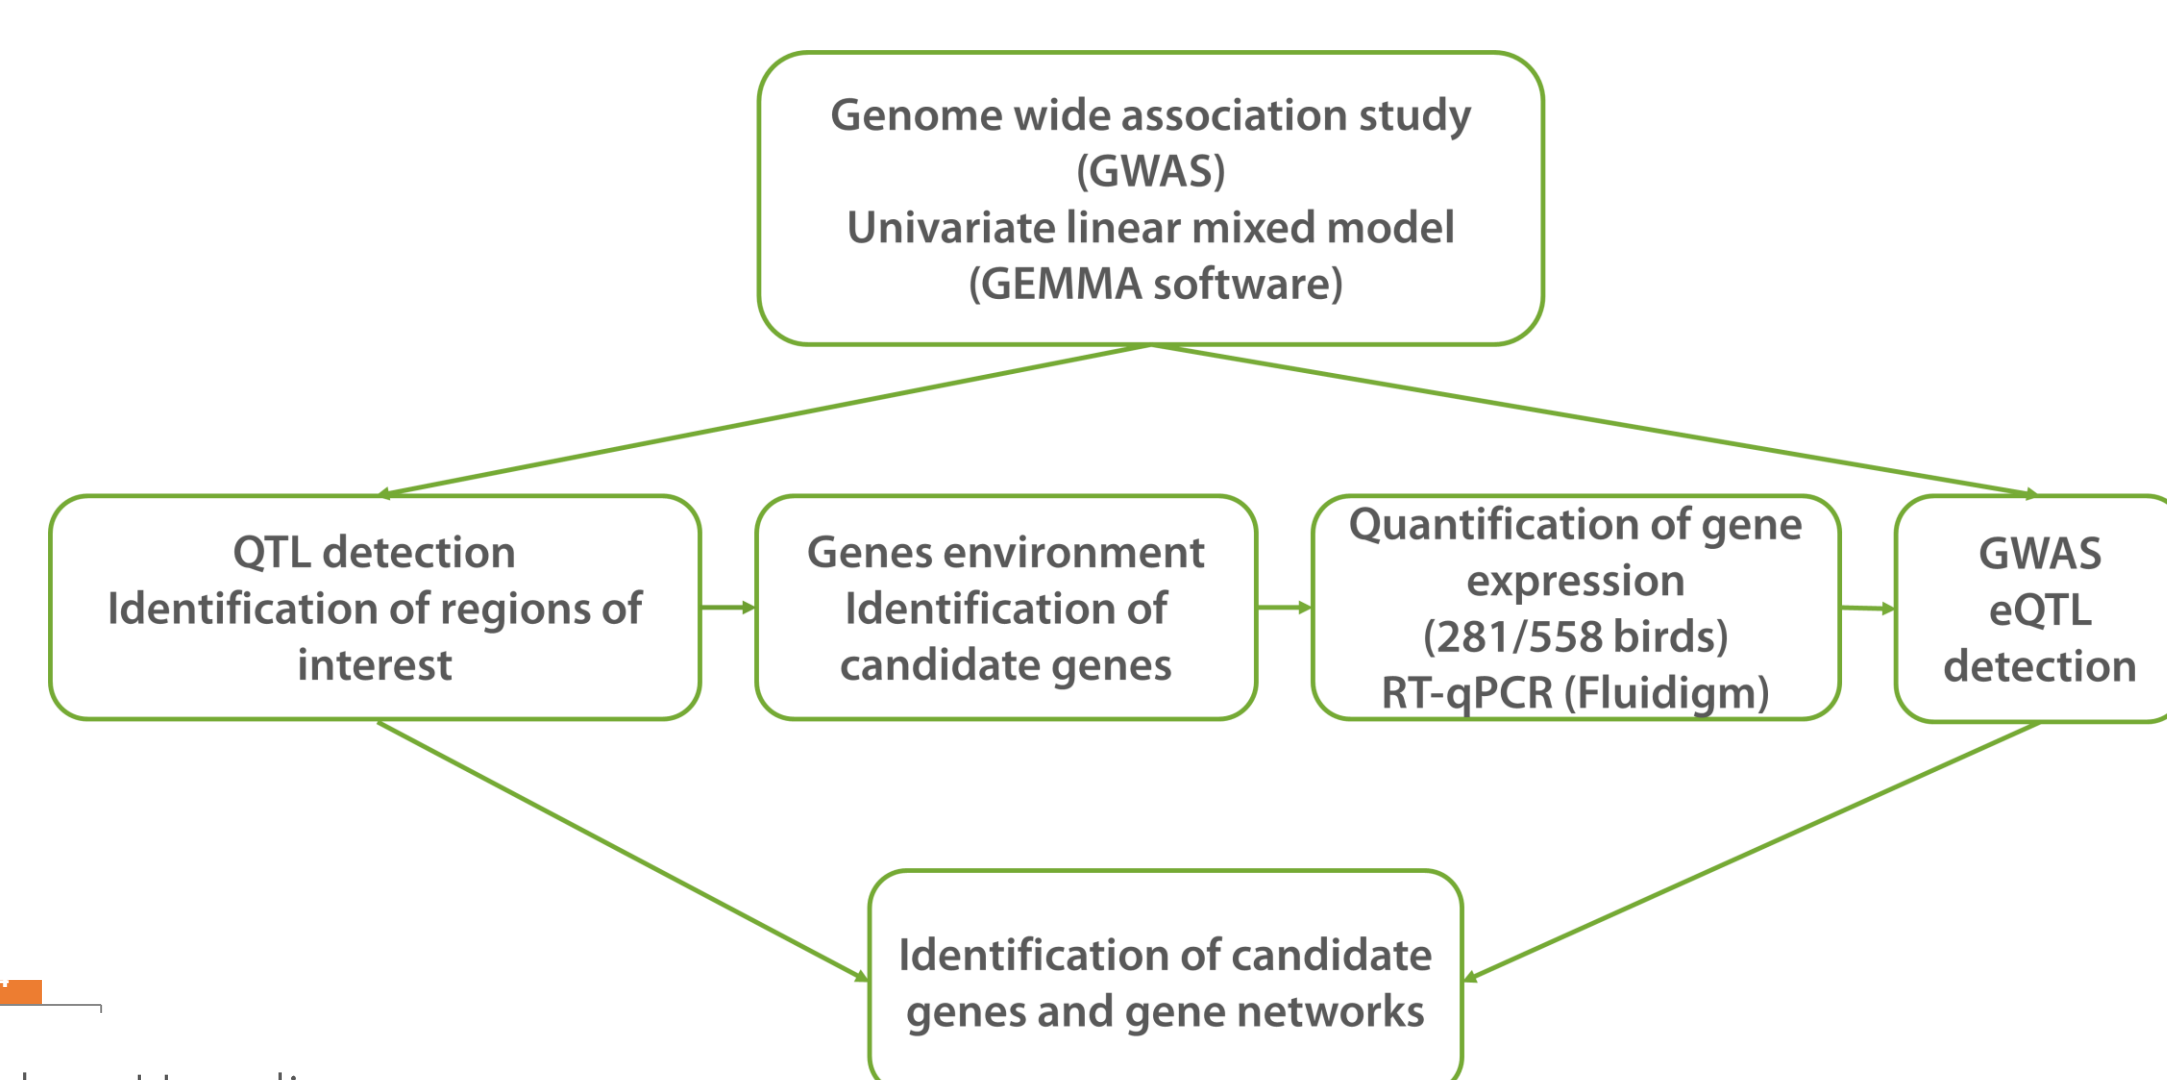 Genome wide association study
(GWAS)
Univariate linear mixed model
(GEMMA software)
QTL detection
Identification of regions of
interest
Genes environment
Identification of
candidate genes
Quantification of gene
expression
(281/558 birds)
RT-qPCR (Fluidigm)
GWAS
eQTL
detection
Identification of candidate
genes and gene networks